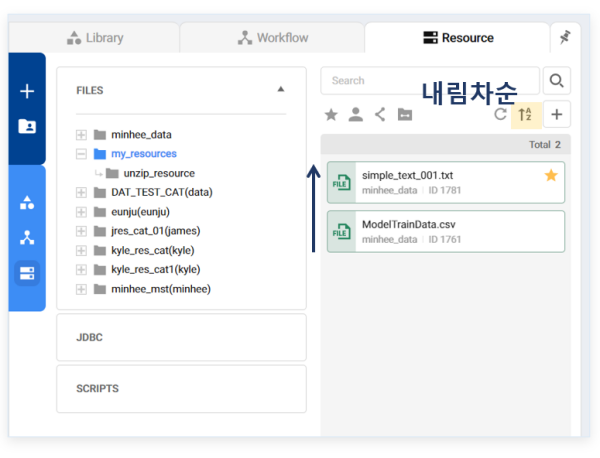 Library
Workflow
Resource
FILES
minhee_data
my_resources
unzip_resource
DAT_TEST_CAT(data)
eunju(eunju)
jres_cat_01(james)
kyle_res_cat(kyle)
kyle_res_cat1(kyle)
minhee_mst(minhee)
JDBC
SCRIPTS
Search
내림차순
A
Z
Total 2
FILE
simple_text_001.txt
minhee_data ID 1781
FILE
ModelTrainData.csv
minhee_data ID 1761